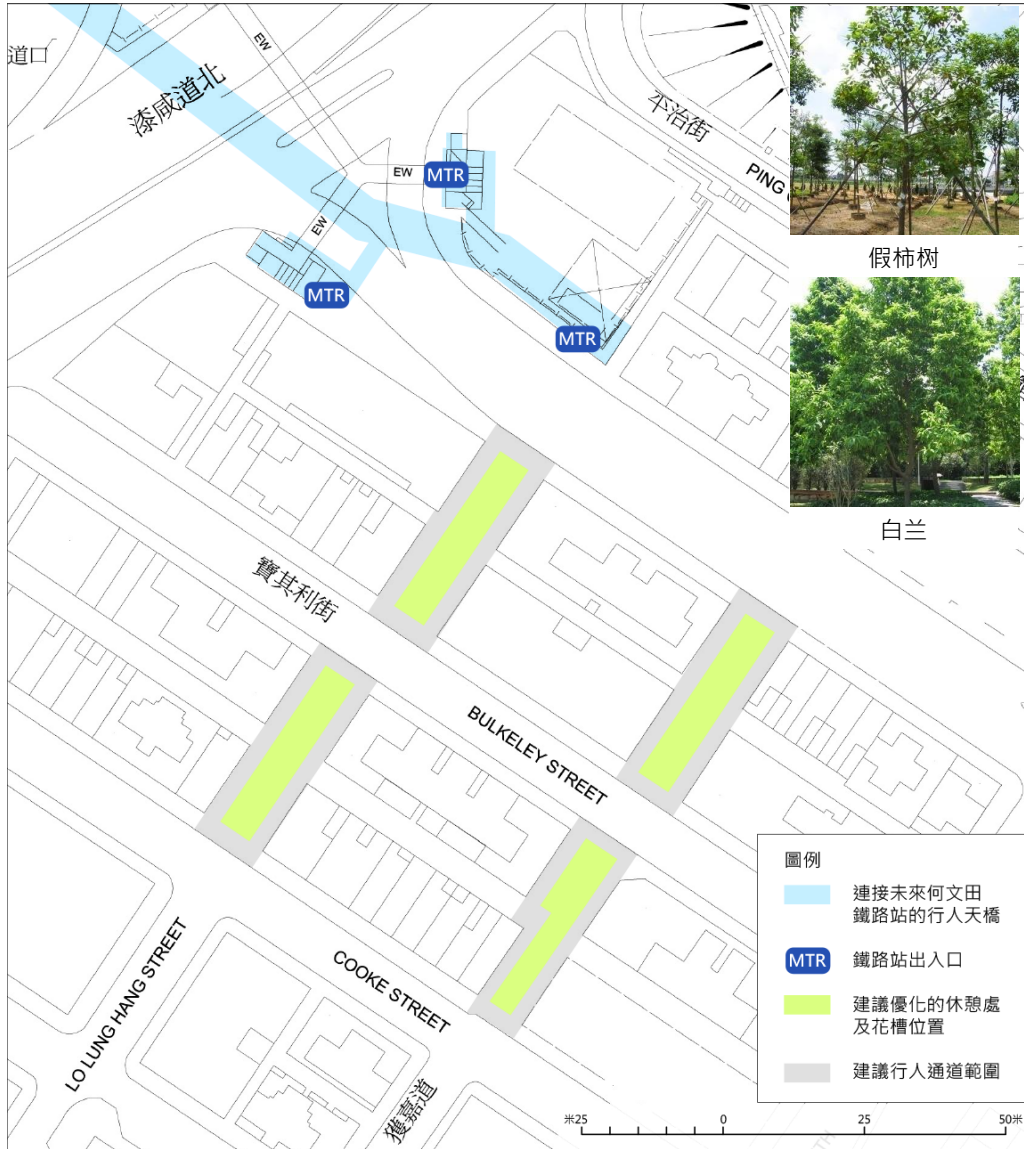 道口
漆咸道北
EW
EW
MTR
EW
MTR
MTR
平治街
PING
假柿树
白兰
寶其利街
BULKELEY STREET
LO LUNG HANG STREET
COOKE STREET
獲嘉道
圖例
連接未來何文田
鐵路站的行人天橋
MTR
鐵路站出入口
建議優化的休憩處
及花槽位置
建議行人通道範圍
米25 0 25 50米